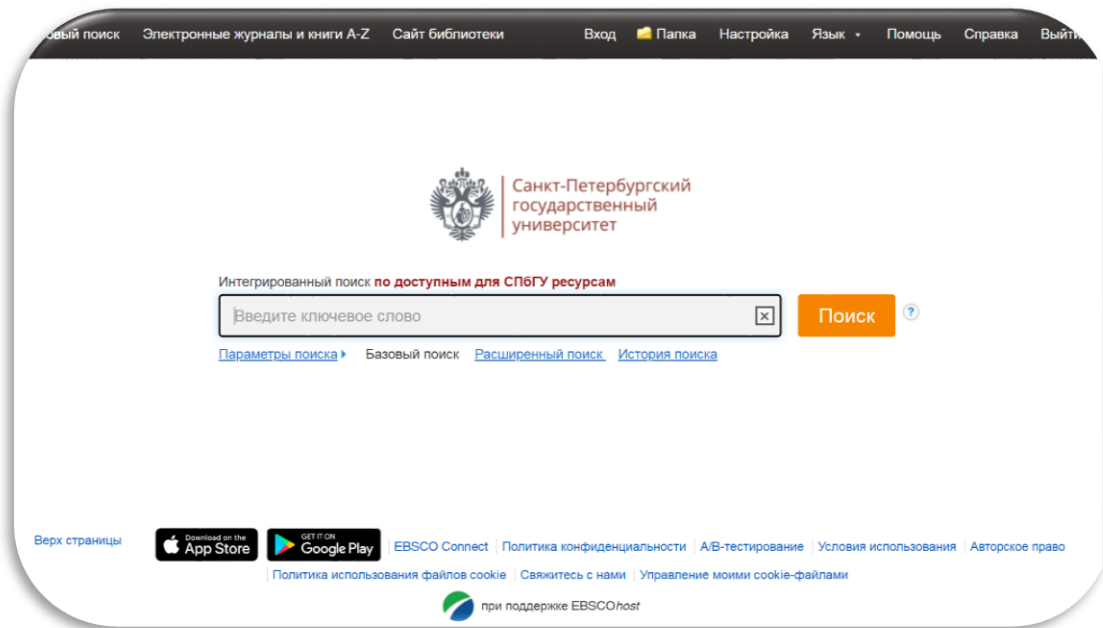 поиск Электронные журналы и книги A-Z Сайт библиотеки Вход Папка Настройка Язык Помощь Справка Выйти
Санкт-Петербургский
государственный
университет
Интегрированный поиск по доступным для СПбГУ ресурсам
Введите ключевое слово
Поиск ?
Параметры поиска Базовый поиск Расширенный поиск История поиска
Верх страницы Download on the App Store GET IT ON Google Play EBSCO Connect Политика конфиденциальности A/B-тестирование Условия использования Авторское право
Политика использования файлов cookie Свяжитесь с нами Управление моими cookie-файлами
при поддержке EBSCOhost